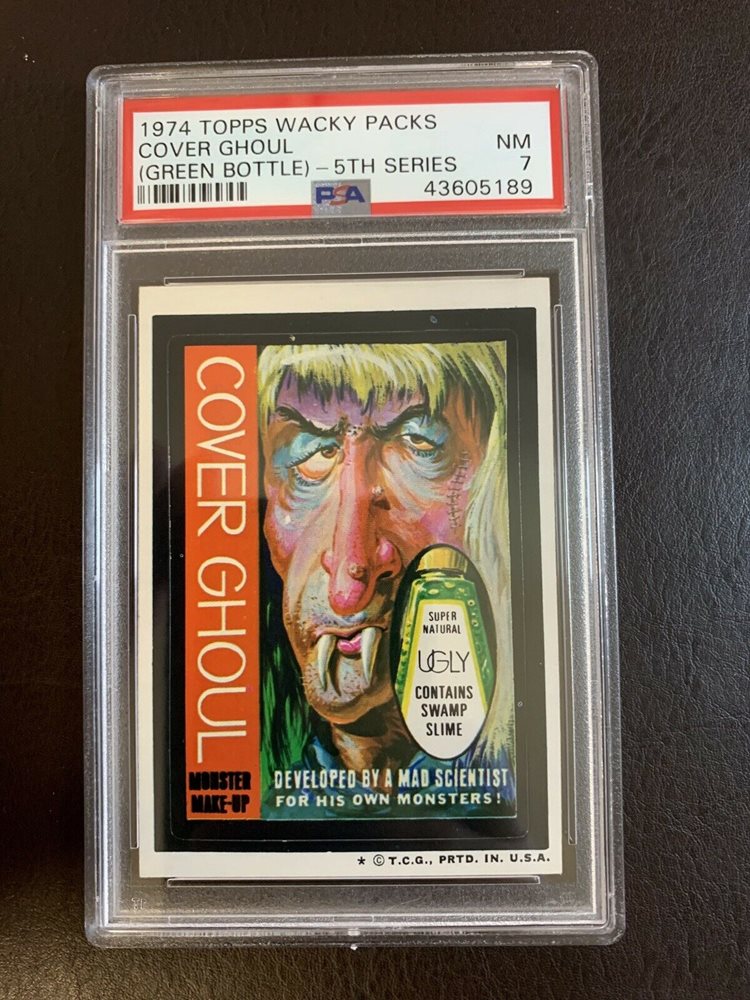 1974 TOPPS WACKY PACKS
COVER GHOUL NM
(GREEN BOTTLE) – 5TH SERIES 7
PSA 43605189
COVER GHOUL
SUPER
NATURAL
UGLY
CONTAINS
SWAMP
SLIME
MONSTER
MAKE-UP
DEVELOPED BY A MAD SCIENTIST
FOR HIS OWN MONSTERS!
* © T.C.G., PRTD. IN. U.S.A.